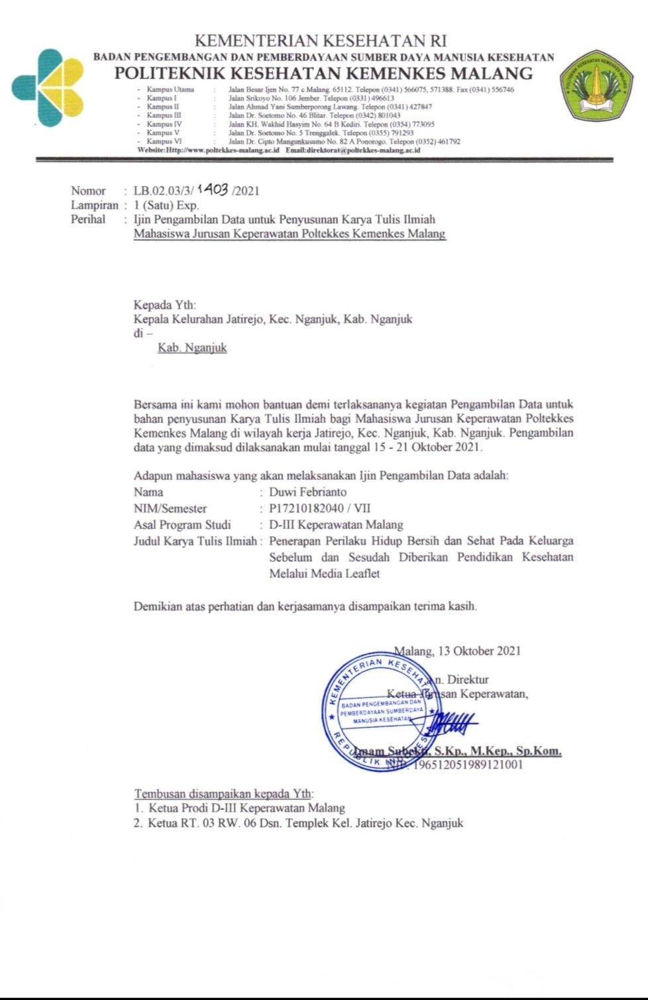 KEMENTERIAN KESEHATAN RI
BADAN PENGEMBANGAN DAN PEMBERDAYAAN SUMBER DAYA MANUSIA KESEHATAN
POLITEKNIK KESEHATAN KEMENKES MALANG
- Kampus Utama : Jalan Besar Ijen No. 77 c Malang. 65112. Telepon (0341) 566075, 571388. Fax (0341) 556746
- Kampus I : Jalan Srikoyo No. 106 Jember. Telepon (0331) 496613
- Kampus II : Jalan Ahmad Yani Sumberporong Lawang. Telepon (0341) 427847
- Kampus III : Jalan Dr. Soetomo No. 46 Blitar. Telepon (0342) 801043
- Kampus IV : Jalan KH. Wakhid Hasyim No. 64 B Kediri. Telepon (0354) 773095
- Kampus V : Jalan Dr. Soetomo No. 5 Trenggalek. Telepon (0355) 791293
- Kampus VI : Jalan Dr. Cipto Mangunkusumo No. 82 A Ponorogo. Telepon (0352) 461792
Website:Http://www.poltekkes-malang.ac.id Email:direktorat@poltekkes-malang.ac.id
POLITEKNIK KESEHATAN KEMENKES MALANG
Nomor : LB.02.03/3/ 1403 /2021
Lampiran : 1 (Satu) Exp.
Perihal : Ijin Pengambilan Data untuk Penyusunan Karya Tulis Ilmiah
Mahasiswa Jurusan Keperawatan Poltekkes Kemenkes Malang
Kepada Yth:
Kepala Kelurahan Jatirejo, Kec. Nganjuk, Kab. Nganjuk
di –
Kab. Nganjuk
Bersama ini kami mohon bantuan demi terlaksananya kegiatan Pengambilan Data untuk
bahan penyusunan Karya Tulis Ilmiah bagi Mahasiswa Jurusan Keperawatan Poltekkes
Kemenkes Malang di wilayah kerja Jatirejo, Kec. Nganjuk, Kab. Nganjuk. Pengambilan
data yang dimaksud dilaksanakan mulai tanggal 15 - 21 Oktober 2021.
Adapun mahasiswa yang akan melaksanakan Ijin Pengambilan Data adalah:
Nama : Duwi Febrianto
NIM/Semester : P17210182040 / VII
Asal Program Studi : D-III Keperawatan Malang
Judul Karya Tulis Ilmiah : Penerapan Perilaku Hidup Bersih dan Sehat Pada Keluarga
Sebelum dan Sesudah Diberikan Pendidikan Kesehatan
Melalui Media Leaflet
Demikian atas perhatian dan kerjasamanya disampaikan terima kasih.
Malang, 13 Oktober 2021
a.n. Direktur
Ketua Jurusan Keperawatan,
KEMENTERIAN KESEHATAN
BADAN PENGEMBANGAN DAN
PEMBERDAYAAN SUMBERDAYA
MANUSIA KESEHATAN
REPUBLIK INDONESIA
Imam Subekti, S.Kp., M.Kep., Sp.Kom.
NIP. 196512051989121001
Tembusan disampaikan kepada Yth:
1. Ketua Prodi D-III Keperawatan Malang
2. Ketua RT. 03 RW. 06 Dsn. Templek Kel. Jatirejo Kec. Nganjuk